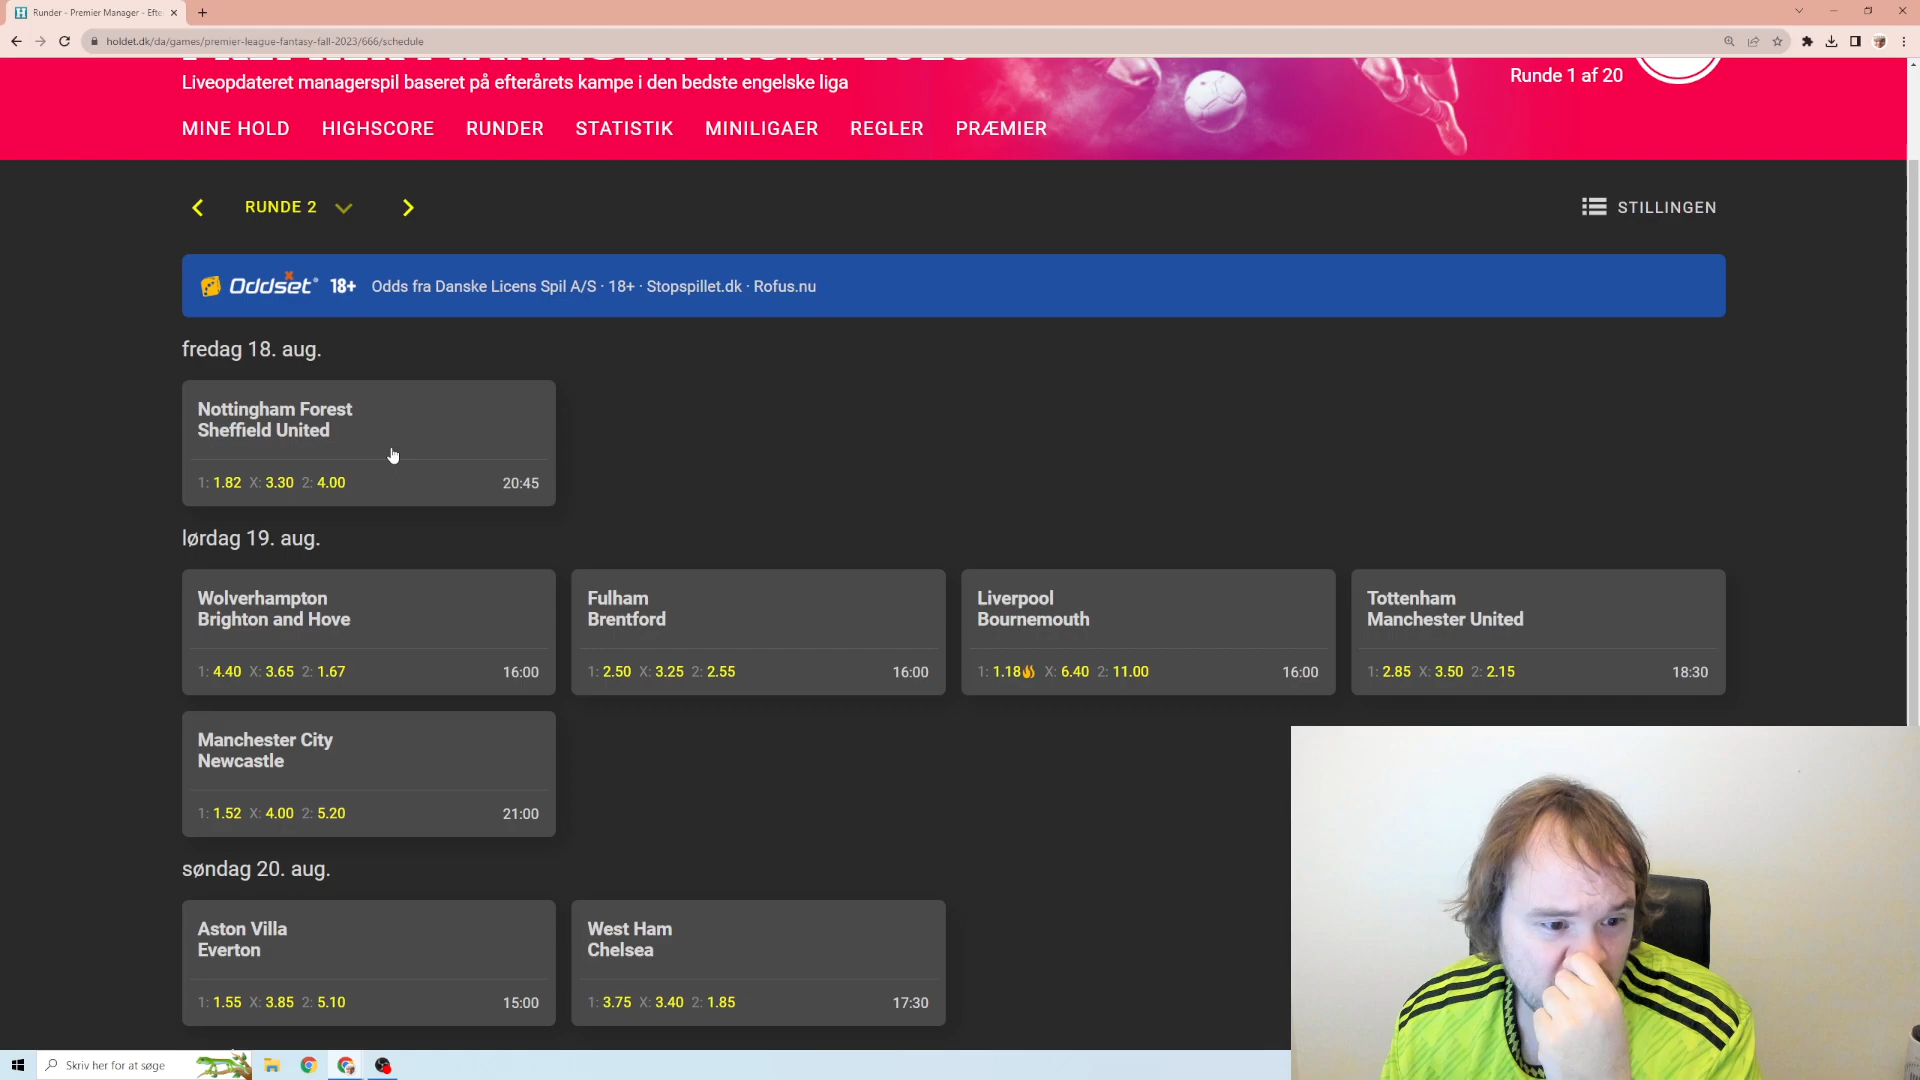 Runder - Premier Manager - Efte
holdet.dk/da/games/premier-league-fantasy-fall-2023/666/schedule
Liveopdateret managerspil baseret på efterårets kampe i den bedste engelske liga
Runde 1 af 20
MINE HOLD HIGHSCORE RUNDER STATISTIK MINILIGAER REGLER PRÆMIER
RUNDE 2
STILLINGEN
Oddset 18+ Odds fra Danske Licens Spil A/S · 18+ · Stopspillet.dk · Rofus.nu
fredag 18. aug.
Nottingham Forest
Sheffield United
1: 1.82 X: 3.30 2: 4.00 20:45
lørdag 19. aug.
Wolverhampton
Brighton and Hove
1: 4.40 X: 3.65 2: 1.67 16:00
Fulham
Brentford
1: 2.50 X: 3.25 2: 2.55 16:00
Liverpool
Bournemouth
1: 1.18 X: 6.40 2: 11.00 16:00
Tottenham
Manchester United
1: 2.85 X: 3.50 2: 2.15 18:30
Manchester City
Newcastle
1: 1.52 X: 4.00 2: 5.20 21:00
søndag 20. aug.
Aston Villa
Everton
1: 1.55 X: 3.85 2: 5.10 15:00
West Ham
Chelsea
1: 3.75 X: 3.40 2: 1.85 17:30
Skriv her for at søge